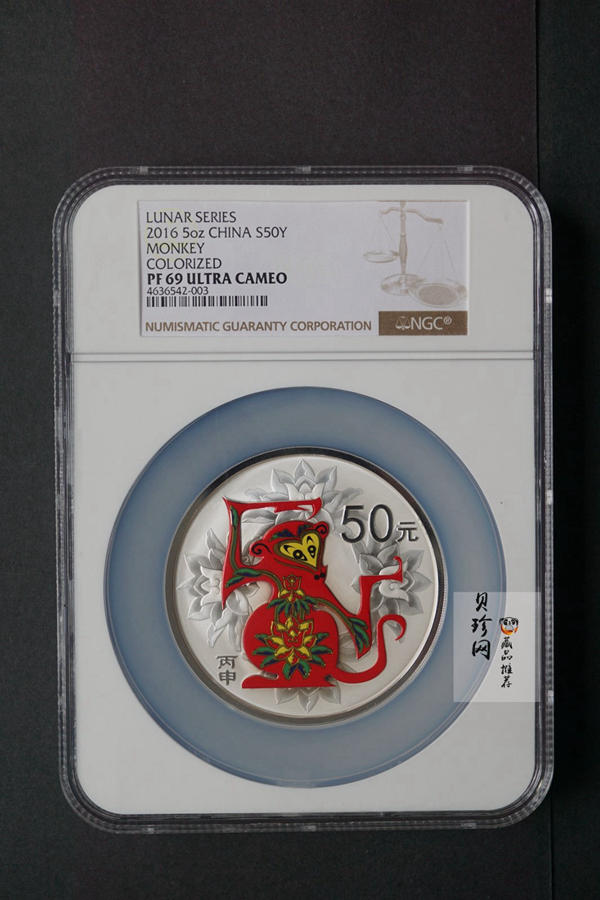 LUNAR SERIES
2016 5oz CHINA S50Y
MONKEY
COLORIZED
PF 69 ULTRA CAMEO
4636542-003
NUMISMATIC GUARANTY CORPORATION
NGC®
50元
丙申
贝珍网
藏品推荐